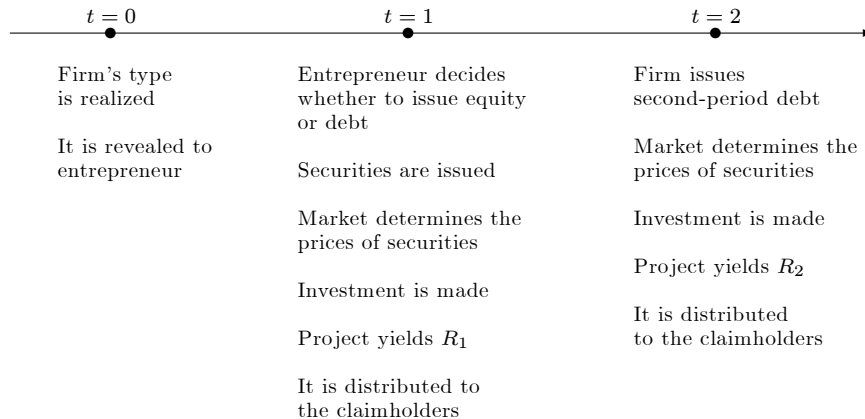 t = 0
t = 1
t = 2
Firm's type
is realized
It is revealed to
entrepreneur
Entrepreneur decides
whether to issue equity
or debt
Securities are issued
Market determines the
prices of securities
Investment is made
Project yields R1
It is distributed to
the claimholders
Firm issues
second-period debt
Market determines the
prices of securities
Investment is made
Project yields R2
It is distributed
to the claimholders